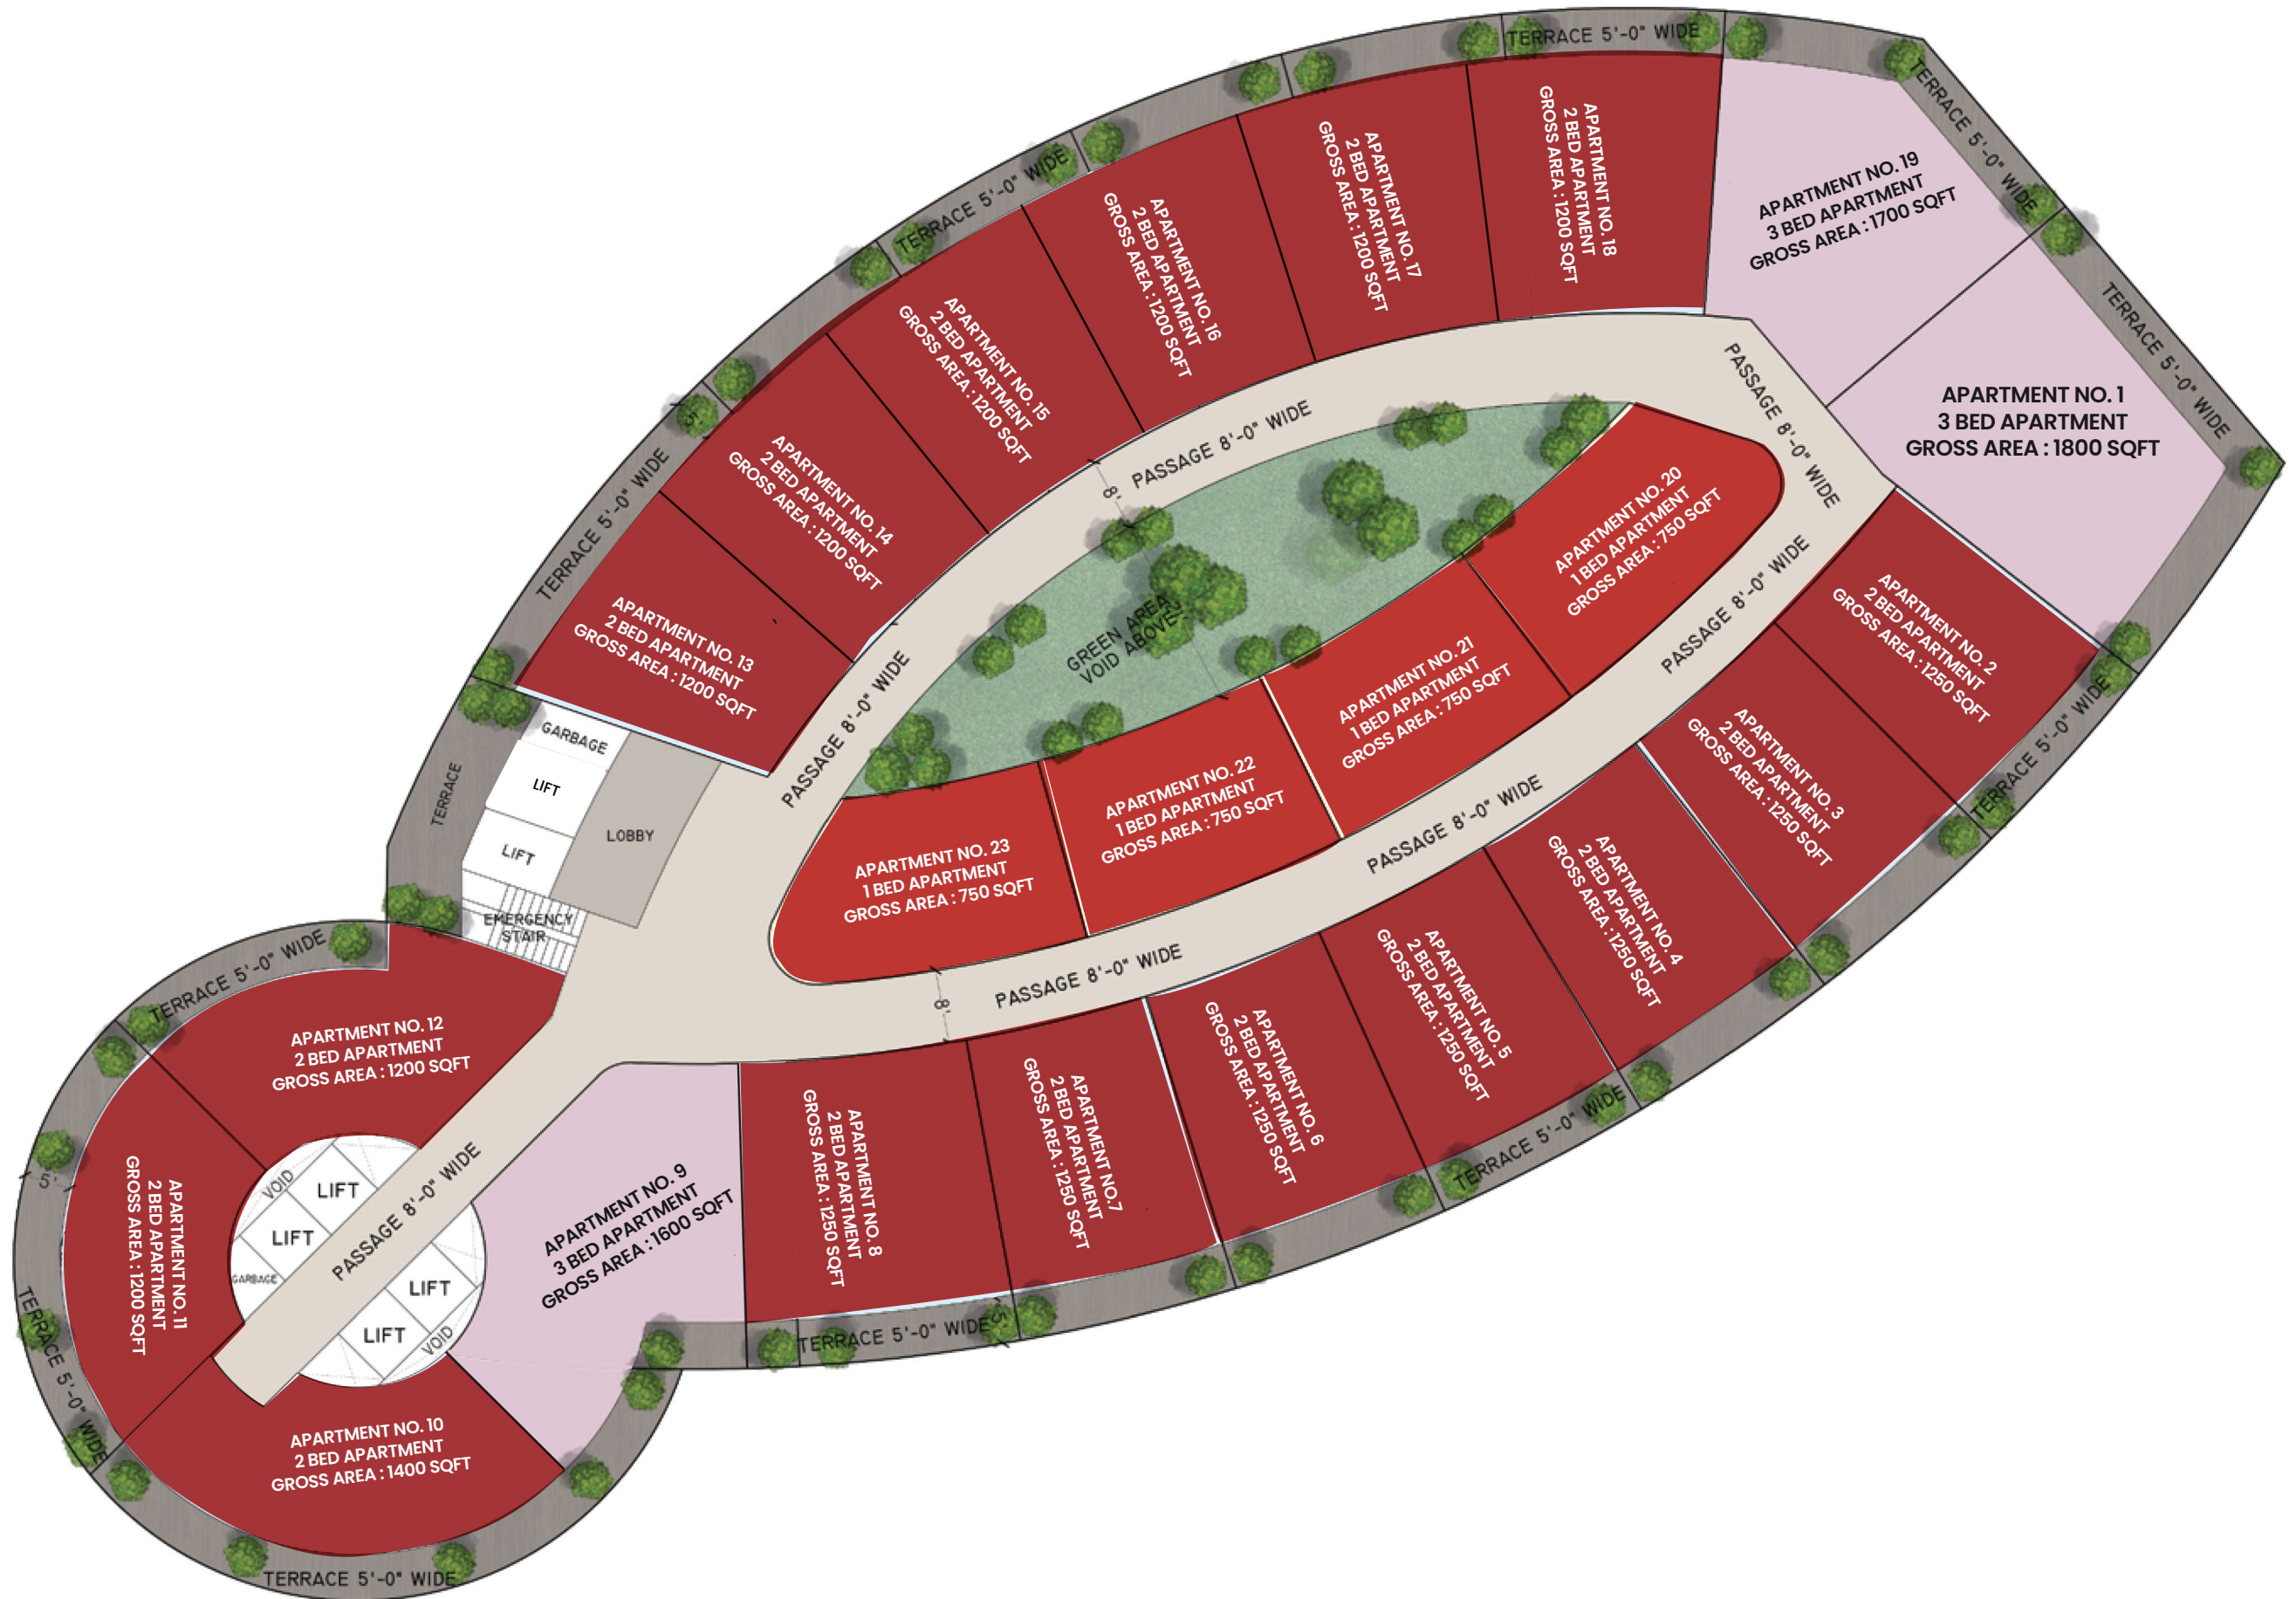 TERRACE 5'-0" WIDE
TERRACE 5'-0" WIDE
APARTMENT NO. 18
2 BED APARTMENT
GROSS AREA : 1200 SQFT
APARTMENT NO. 19
3 BED APARTMENT
GROSS AREA : 1700 SQFT
TERRACE 5'-0" WIDE
APARTMENT NO. 17
2 BED APARTMENT
GROSS AREA : 1200 SQFT
APARTMENT NO. 16
2 BED APARTMENT
GROSS AREA : 1200 SQFT
TERRACE 5'-0" WIDE
APARTMENT NO. 15
2 BED APARTMENT
GROSS AREA : 1200 SQFT
PASSAGE 8'-0" WIDE
APARTMENT NO. 1
3 BED APARTMENT
GROSS AREA : 1800 SQFT
5'
TERRACE 5'-0" WIDE
APARTMENT NO. 14
2 BED APARTMENT
GROSS AREA : 1200 SQFT
PASSAGE 8'-0" WIDE
8'
APARTMENT NO. 20
1 BED APARTMENT
GROSS AREA : 750 SQFT
PASSAGE 8'-0" WIDE
APARTMENT NO. 2
2 BED APARTMENT
GROSS AREA : 1250 SQFT
APARTMENT NO. 13
2 BED APARTMENT
GROSS AREA : 1200 SQFT
GREEN AREA
VOID ABOVE
PASSAGE 8'-0" WIDE
APARTMENT NO. 21
1 BED APARTMENT
GROSS AREA : 750 SQFT
TERRACE 5'-0" WIDE
APARTMENT NO. 3
2 BED APARTMENT
GROSS AREA : 1250 SQFT
GARBAGE
LIFT
TERRACE
LOBBY
LIFT
APARTMENT NO. 22
1 BED APARTMENT
GROSS AREA : 750 SQFT
PASSAGE 8'-0" WIDE
APARTMENT NO. 23
1 BED APARTMENT
GROSS AREA : 750 SQFT
APARTMENT NO. 4
2 BED APARTMENT
GROSS AREA : 1250 SQFT
EMERGENCY
STAIR
TERRACE 5'-0" WIDE
PASSAGE 8'-0" WIDE
8'
APARTMENT NO. 5
2 BED APARTMENT
GROSS AREA : 1250 SQFT
APARTMENT NO. 12
2 BED APARTMENT
GROSS AREA : 1200 SQFT
APARTMENT NO. 6
2 BED APARTMENT
GROSS AREA : 1250 SQFT
APARTMENT NO.7
2 BED APARTMENT
GROSS AREA : 1250 SQFT
APARTMENT NO. 8
2 BED APARTMENT
GROSS AREA : 1250 SQFT
TERRACE 5'-0" WIDE
APARTMENT NO. 9
3 BED APARTMENT
GROSS AREA : 1600 SQFT
5'
APARTMENT NO. 11
2 BED APARTMENT
GROSS AREA : 1200 SQFT
VOID
LIFT
LIFT
GARBAGE
PASSAGE 8'-0" WIDE
LIFT
LIFT
VOID
TERRACE 5'-0" WIDE
5'
TERRACE 5'-0" WIDE
APARTMENT NO. 10
2 BED APARTMENT
GROSS AREA : 1400 SQFT
TERRACE 5'-0" WIDE